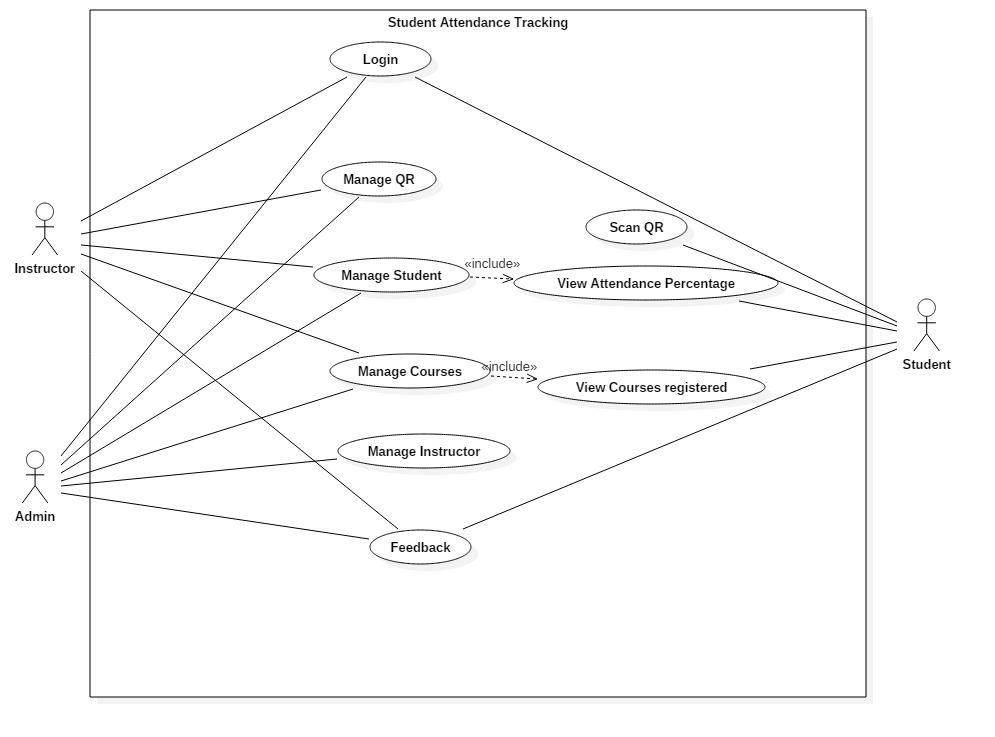 Student Attendance Tracking
Login
Manage QR
Scan QR
Instructor
«include»
Manage Student
View Attendance Percentage
Student
«include»
Manage Courses
View Courses registered
Manage Instructor
Admin
Feedback